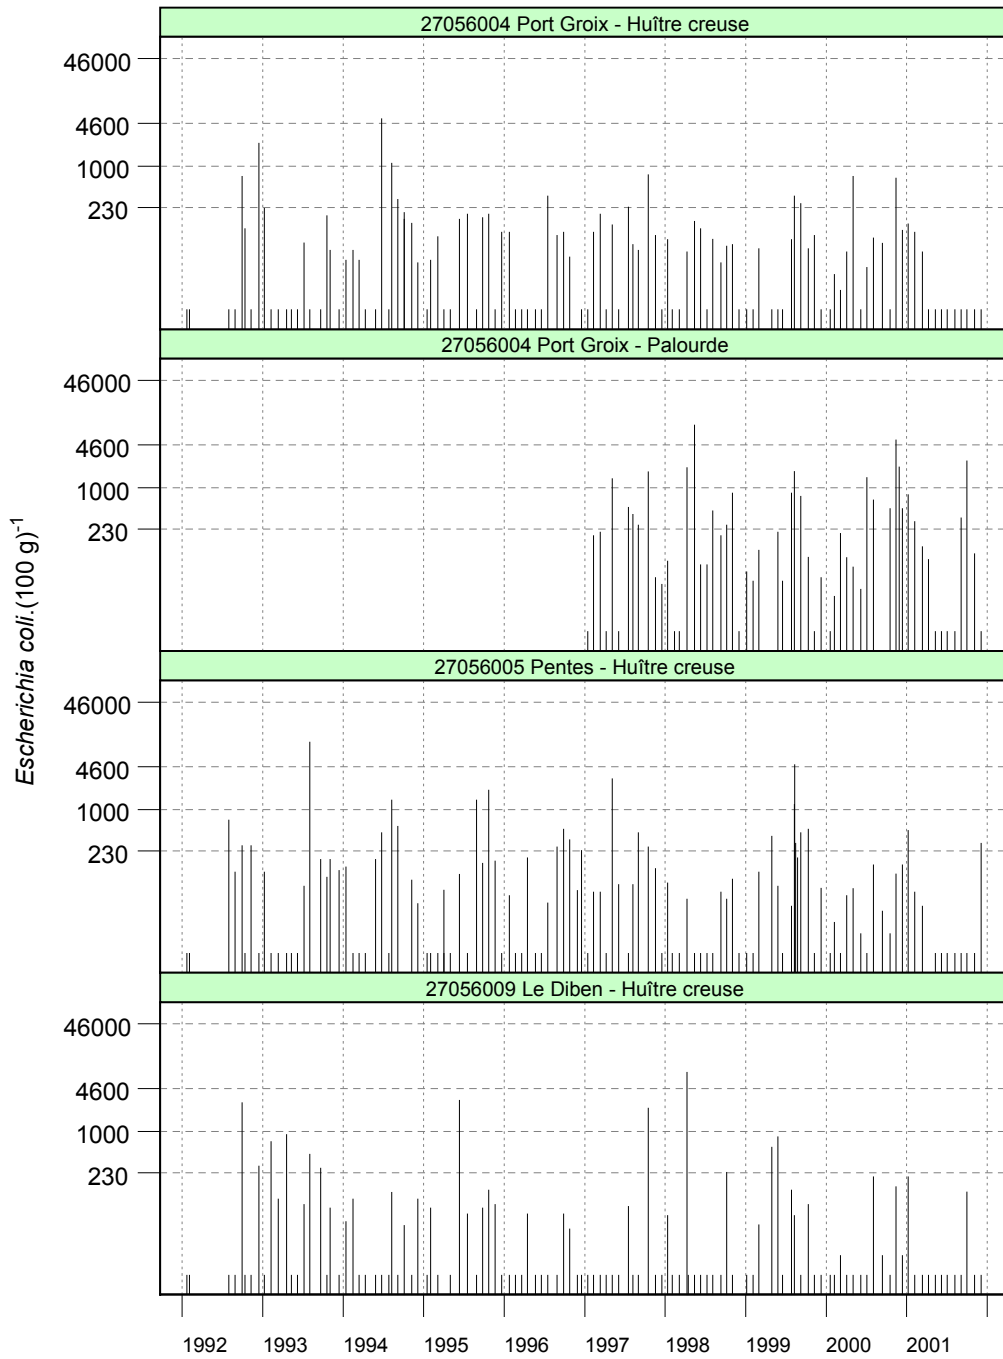 27056004 Port Groix - Huître creuse
46000
4600
1000
230
27056004 Port Groix - Palourde
46000
4600
1000
230
27056005 Pentes - Huître creuse
46000
4600
1000
230
27056009 Le Diben - Huître creuse
46000
4600
1000
230
Escherichia coli.(100 g)-1
1992 1993 1994 1995 1996 1997 1998 1999 2000 2001